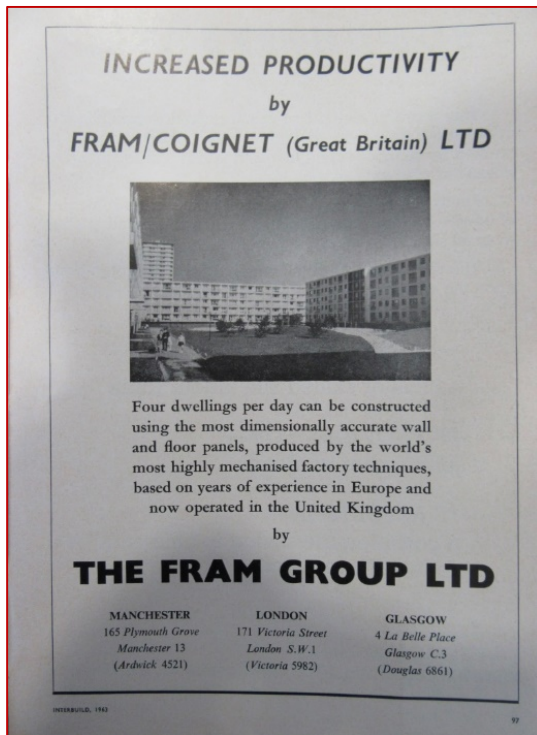 INCREASED PRODUCTIVITY
by
FRAM/COIGNET (Great Britain) LTD
Four dwellings per day can be constructed
using the most dimensionally accurate wall
and floor panels, produced by the world's
most highly mechanised factory techniques,
based on years of experience in Europe and
now operated in the United Kingdom
by
THE FRAM GROUP LTD
MANCHESTER
165 Plymouth Grove
Manchester 13
(Ardwick 4521)
LONDON
171 Victoria Street
London S.W.1
(Victoria 5982)
GLASGOW
4 La Belle Place
Glasgow C.3
(Douglas 6861)
INTERBUILD, 1962
97